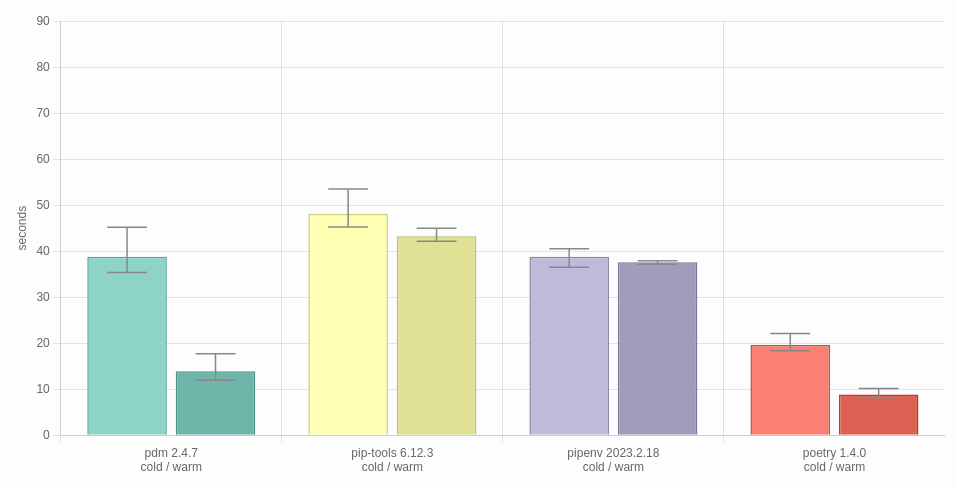 90
80
70
60
50
40
30
20
10
0
seconds
pdm 2.4.7
cold / warm
pip-tools 6.12.3
cold / warm
pipenv 2023.2.18
cold / warm
poetry 1.4.0
cold / warm